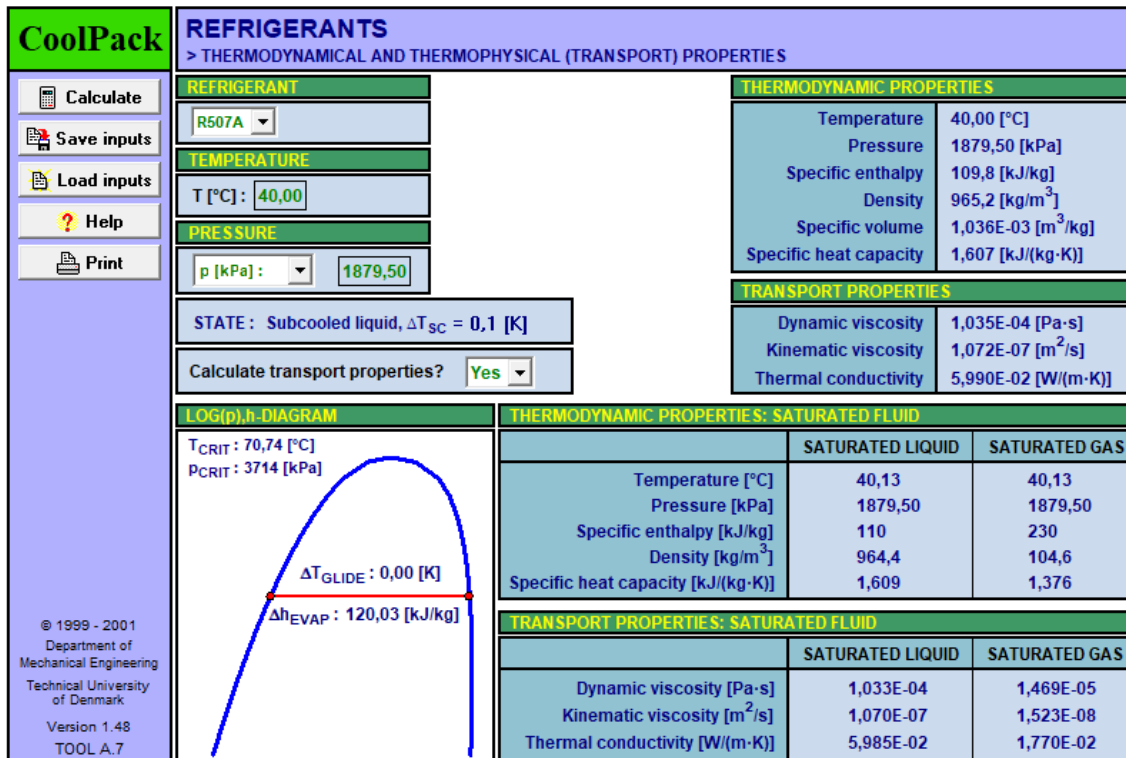 CoolPack
REFRIGERANTS
> THERMODYNAMICAL AND THERMOPHYSICAL (TRANSPORT) PROPERTIES
Calculate
Save inputs
Load inputs
Help
Print
REFRIGERANT
R507A
TEMPERATURE
T [°C] : 40,00
PRESSURE
p [kPa] : 1879,50
STATE : Subcooled liquid, ΔT_SC = 0,1 [K]
Calculate transport properties? Yes
THERMODYNAMIC PROPERTIES
Temperature 40,00 [°C]
Pressure 1879,50 [kPa]
Specific enthalpy 109,8 [kJ/kg]
Density 965,2 [kg/m³]
Specific volume 1,036E-03 [m³/kg]
Specific heat capacity 1,607 [kJ/(kg·K)]
TRANSPORT PROPERTIES
Dynamic viscosity 1,035E-04 [Pa·s]
Kinematic viscosity 1,072E-07 [m²/s]
Thermal conductivity 5,990E-02 [W/(m·K)]
LOG(p),h-DIAGRAM
T_CRIT : 70,74 [°C]
p_CRIT : 3714 [kPa]
ΔT_GLIDE : 0,00 [K]
Δh_EVAP : 120,03 [kJ/kg]
THERMODYNAMIC PROPERTIES: SATURATED FLUID
SATURATED LIQUID SATURATED GAS
Temperature [°C] 40,13 40,13
Pressure [kPa] 1879,50 1879,50
Specific enthalpy [kJ/kg] 110 230
Density [kg/m³] 964,4 104,6
Specific heat capacity [kJ/(kg·K)] 1,609 1,376
TRANSPORT PROPERTIES: SATURATED FLUID
SATURATED LIQUID SATURATED GAS
Dynamic viscosity [Pa·s] 1,033E-04 1,469E-05
Kinematic viscosity [m²/s] 1,070E-07 1,523E-08
Thermal conductivity [W/(m·K)] 5,985E-02 1,770E-02
© 1999 - 2001
Department of
Mechanical Engineering
Technical University
of Denmark
Version 1.48
TOOL A.7